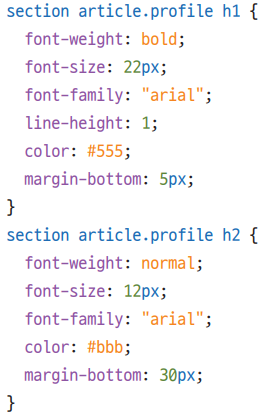 section article.profile h1 {
  font-weight: bold;
  font-size: 22px;
  font-family: "arial";
  line-height: 1;
  color: #555;
  margin-bottom: 5px;
}
section article.profile h2 {
  font-weight: normal;
  font-size: 12px;
  font-family: "arial";
  color: #bbb;
  margin-bottom: 30px;
}